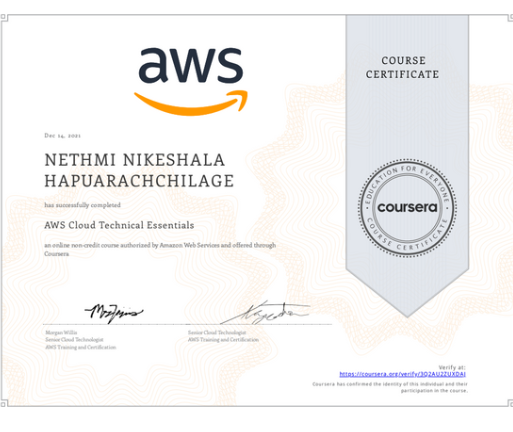 aws
COURSE
CERTIFICATE
Dec 14, 2021
NETHMI NIKESHALA
HAPUARACHCHILAGE
has successfully completed
AWS Cloud Technical Essentials
an online non-credit course authorized by Amazon Web Services and offered through
Coursera
EDUCATION FOR EVERYONE
coursera
COURSE CERTIFICATE
Morgan Willis
Senior Cloud Technologist
AWS Training and Certification
Senior Cloud Technologist
AWS Training and Certification
Verify at:
https://coursera.org/verify/3QZAU2ZUXDAI
Coursera has confirmed the identity of this individual and their
participation in the course.